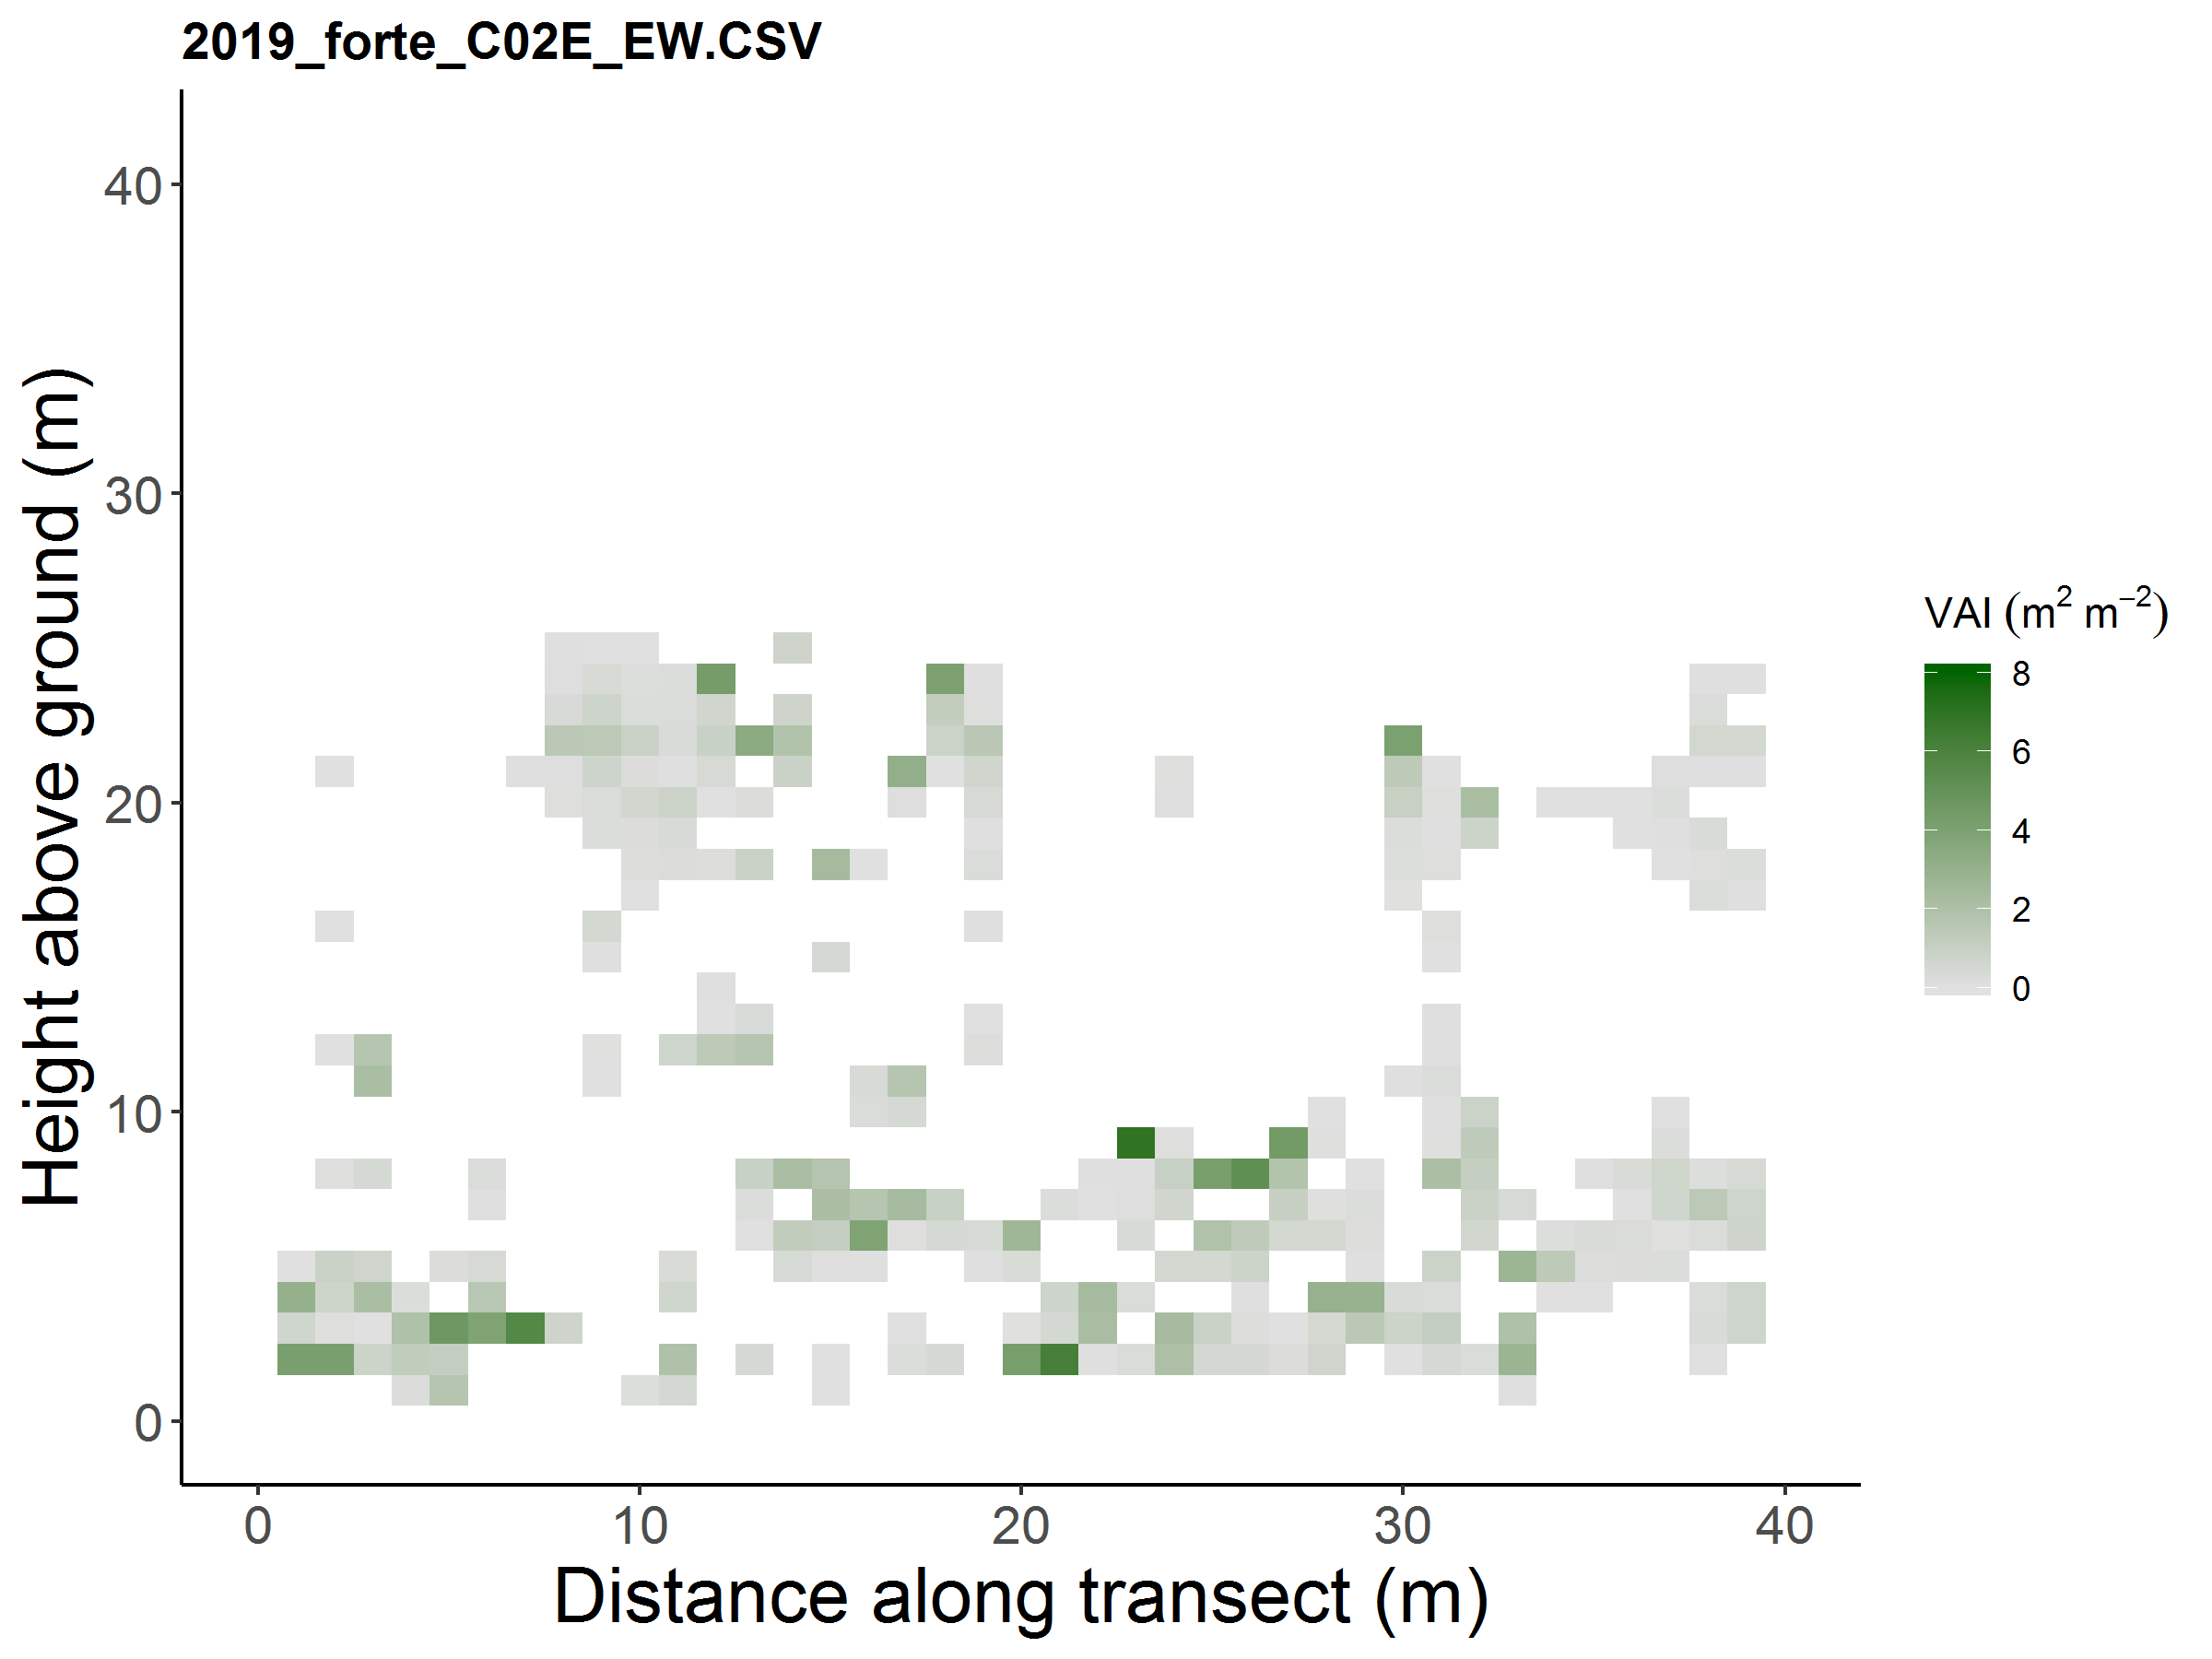 2019_forte_C02E_EW.CSV
Height above ground (m)
40
30
20
10
0
0 10 20 30 40
Distance along transect (m)
VAI (m² m⁻²)
8
6
4
2
0